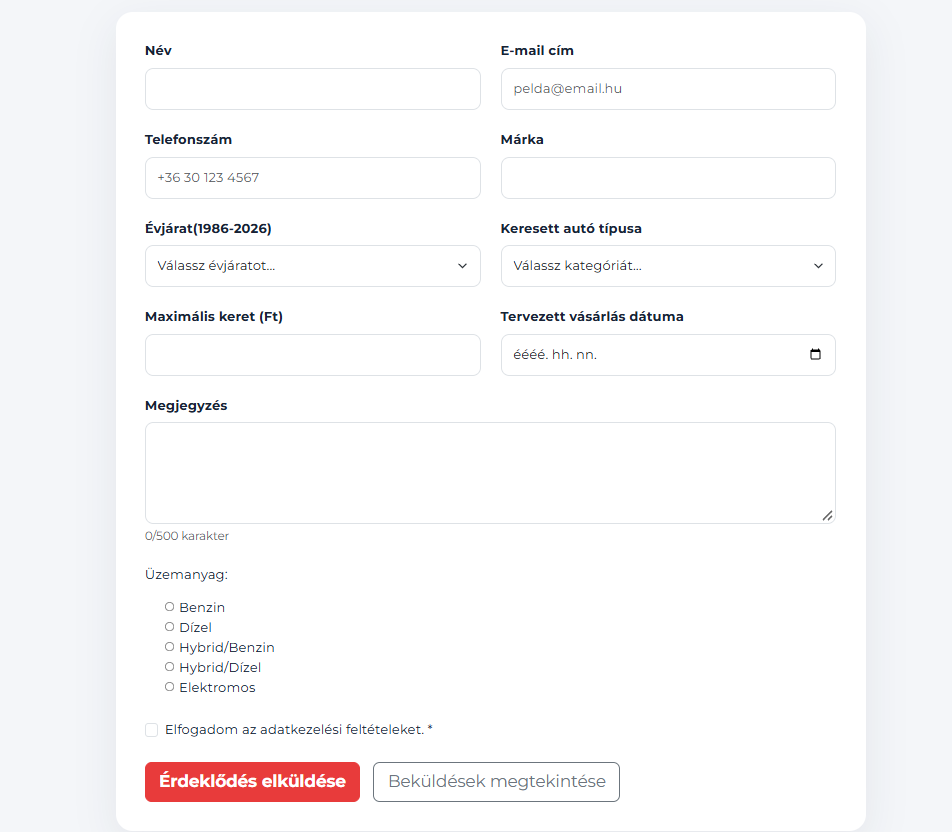 Név
E-mail cím
pelda@email.hu
Telefonszám
Márka
+36 30 123 4567
Évjárat(1986-2026)
Keresett autó típusa
Válassz évjáratot...
Válassz kategóriát...
Maximális keret (Ft)
Tervezett vásárlás dátuma
éééé. hh. nn.
Megjegyzés
0/500 karakter
Üzemanyag:
Benzin
Dízel
Hybrid/Benzin
Hybrid/Dízel
Elektromos
Elfogadom az adatkezelési feltételeket. *
Érdeklődés elküldése
Beküldések megtekintése